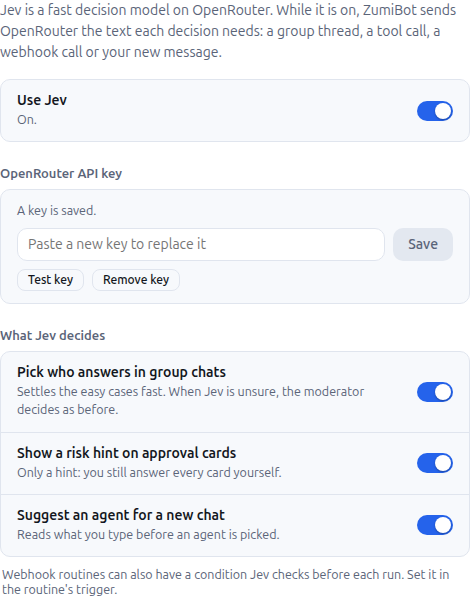 Jev is a fast decision model on OpenRouter. While it is on, ZumiBot sends
OpenRouter the text each decision needs: a group thread, a tool call, a
webhook call or your new message.
Use Jev
On.
OpenRouter API key
A key is saved.
Paste a new key to replace it
Save
Test key
Remove key
What Jev decides
Pick who answers in group chats
Settles the easy cases fast. When Jev is unsure, the moderator
decides as before.
Show a risk hint on approval cards
Only a hint: you still answer every card yourself.
Suggest an agent for a new chat
Reads what you type before an agent is picked.
Webhook routines can also have a condition Jev checks before each run. Set it in
the routine's trigger.